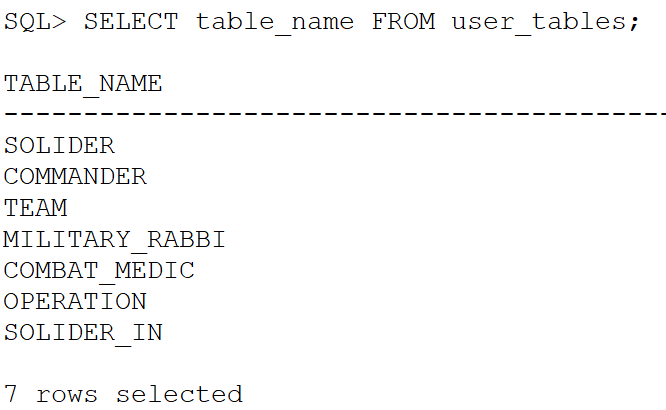 SQL> SELECT table_name FROM user_tables;
TABLE_NAME
------------------------------------------
SOLIDER
COMMANDER
TEAM
MILITARY_RABBI
COMBAT_MEDIC
OPERATION
SOLIDER_IN
7 rows selected